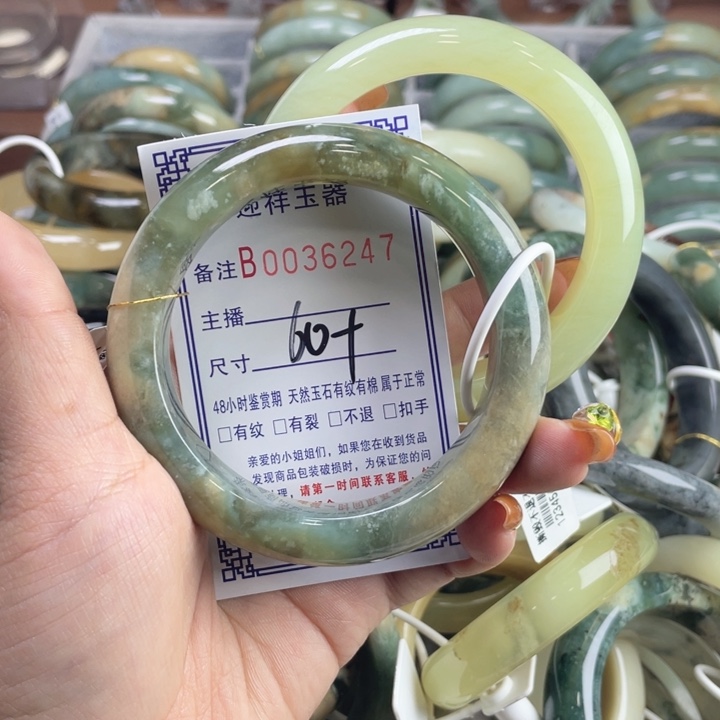 迎祥玉器
备注B0036247
主播
尺寸 60+
48小时鉴赏期 天然玉石有纹有棉 属于正常
□有纹 □有裂 □不退 □扣手
亲爱的小姐姐们，如果您在收到货品
发现商品包装破损时，为保证您的问
理，请第一时间联系客服，
12345